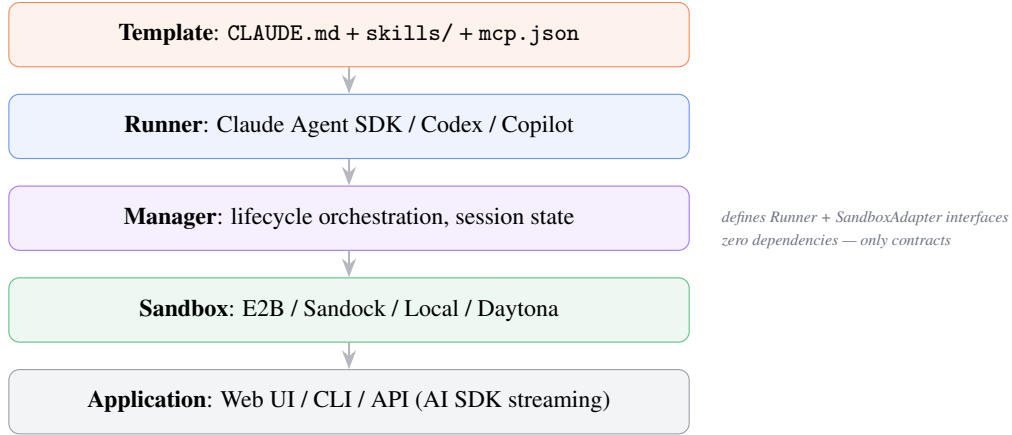 Template: CLAUDE.md + skills/ + mcp.json
Runner: Claude Agent SDK / Codex / Copilot
Manager: lifecycle orchestration, session state
defines Runner + SandboxAdapter interfaces
zero dependencies — only contracts
Sandbox: E2B / Sandock / Local / Daytona
Application: Web UI / CLI / API (AI SDK streaming)